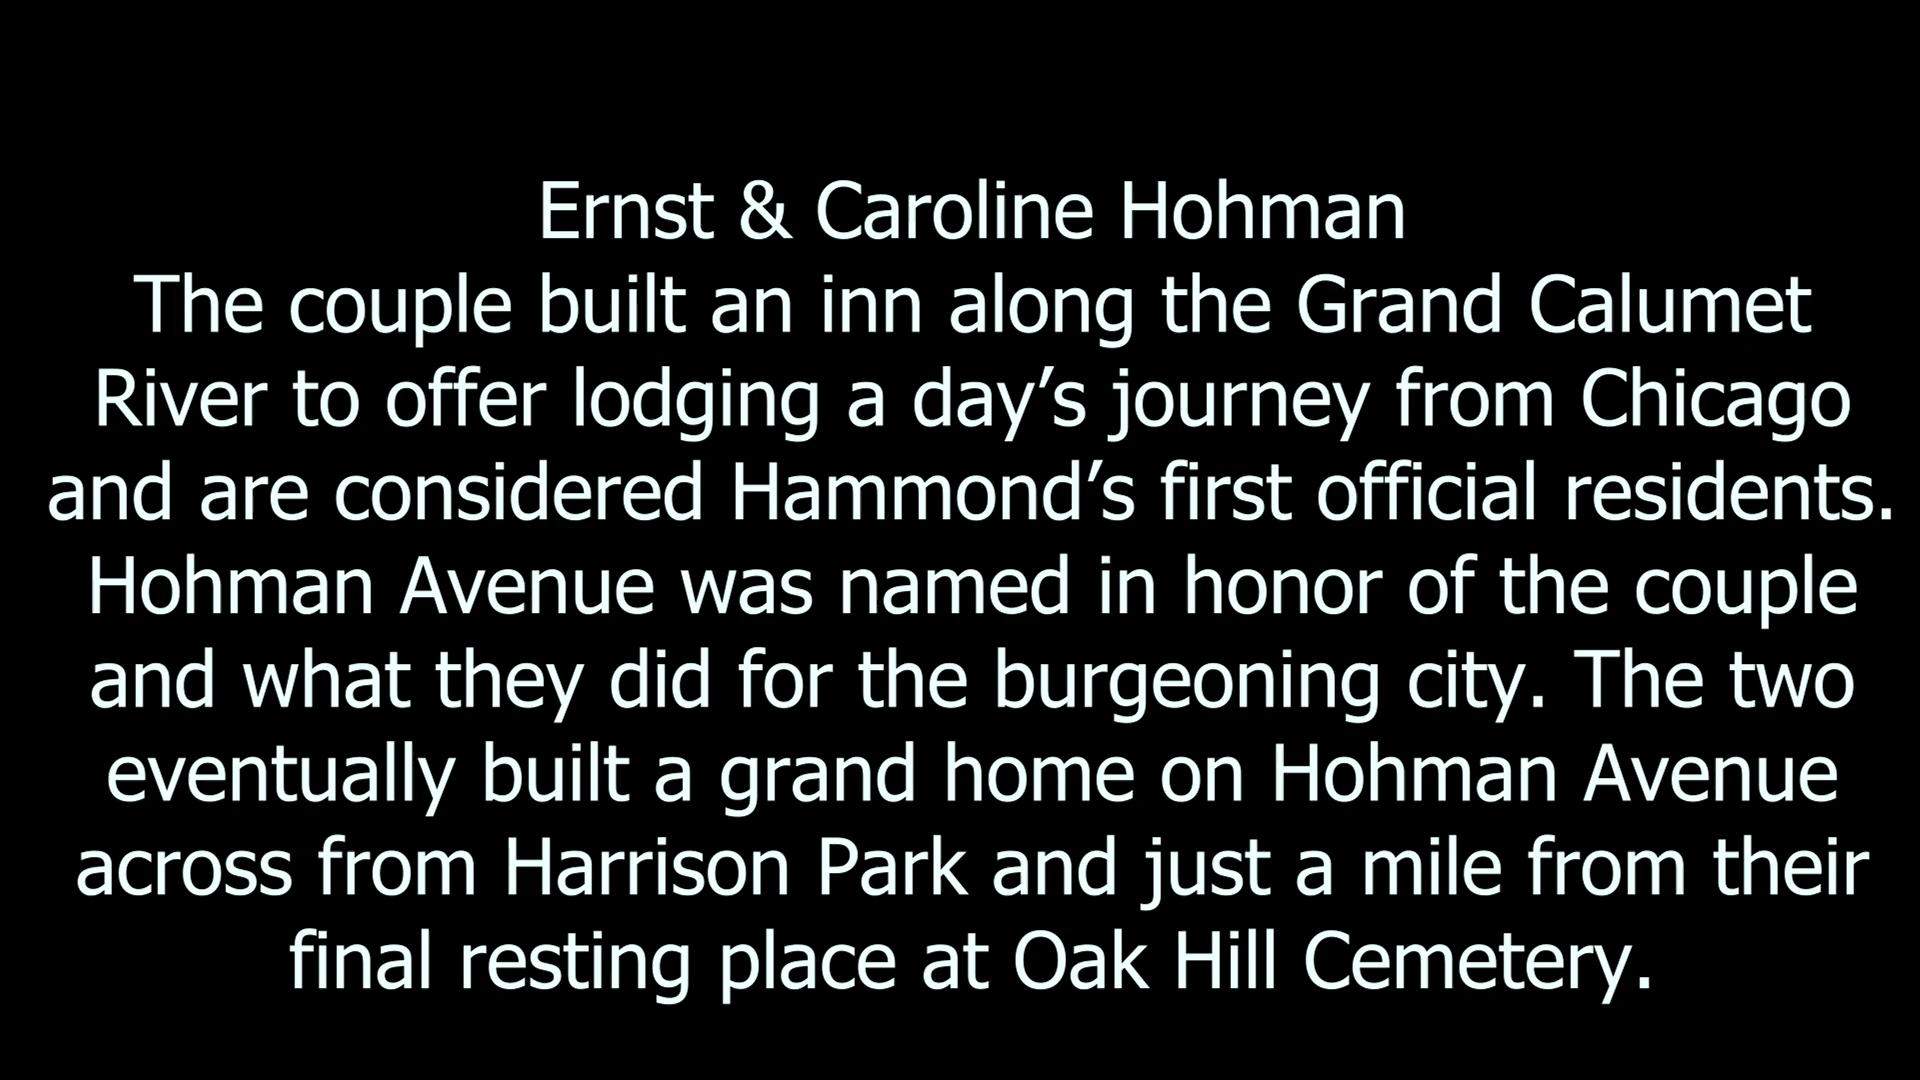 Ernst & Caroline Hohman
The couple built an inn along the Grand Calumet
River to offer lodging a day’s journey from Chicago
and are considered Hammond’s first official residents.
Hohman Avenue was named in honor of the couple
and what they did for the burgeoning city. The two
eventually built a grand home on Hohman Avenue
across from Harrison Park and just a mile from their
final resting place at Oak Hill Cemetery.